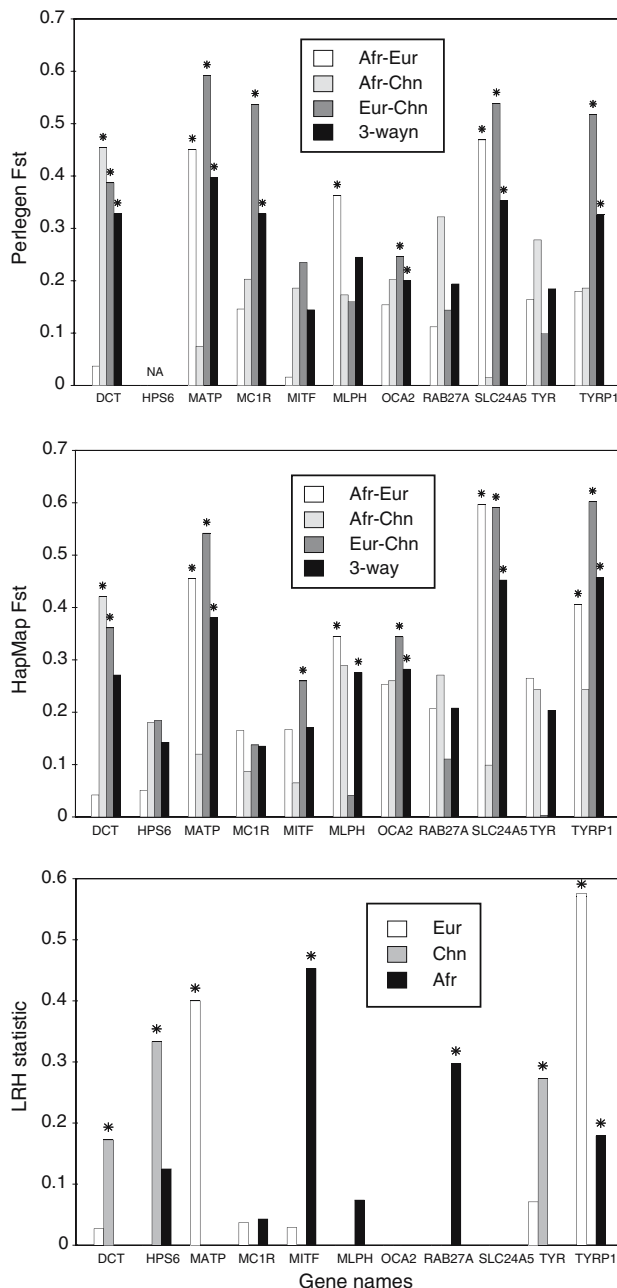 0.7
0.6
0.5
0.4
0.3
0.2
0.1
0
Perlegen Fst
Afr-Eur
Afr-Chn
Eur-Chn
3-wayn
* * * * * * * * * * * * * * * *
NA
DCT HPS6 MATP MC1R MITF MLPH OCA2 RAB27A SLC24A5 TYR TYRP1
0.7
0.6
0.5
0.4
0.3
0.2
0.1
0
HapMap Fst
Afr-Eur
Afr-Chn
Eur-Chn
3-way
* * * * * * * * * * * * * * * *
DCT HPS6 MATP MC1R MITF MLPH OCA2 RAB27A SLC24A5 TYR TYRP1
0.6
0.5
0.4
0.3
0.2
0.1
0
LRH statistic
Eur
Chn
Afr
* * * * * * * *
DCT HPS6 MATP MC1R MITF MLPH OCA2 RAB27A SLC24A5 TYR TYRP1
Gene names